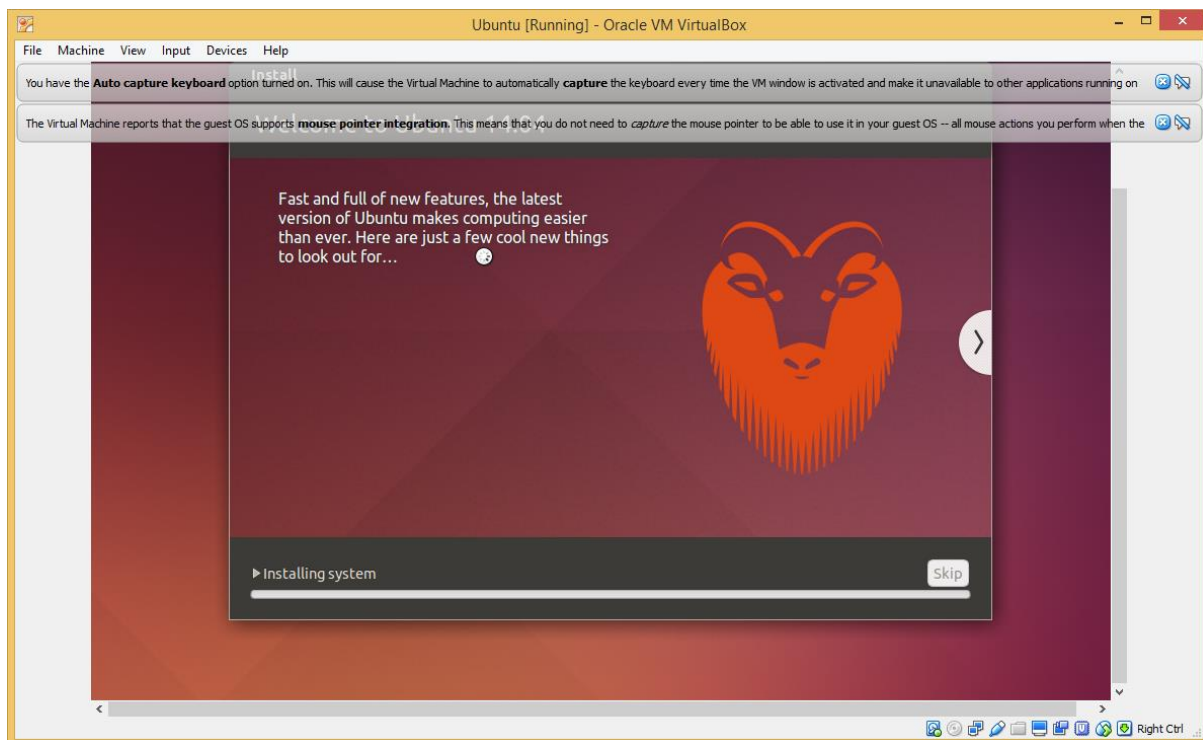 Ubuntu [Running] - Oracle VM VirtualBox
File Machine View Input Devices Help
Install
You have the Auto capture keyboard option turned on. This will cause the Virtual Machine to automatically capture the keyboard every time the VM window is activated and make it unavailable to other applications running on
Welcome to Ubuntu 14.04
The Virtual Machine reports that the guest OS supports mouse pointer integration. This means that you do not need to capture the mouse pointer to be able to use it in your guest OS -- all mouse actions you perform when the
Fast and full of new features, the latest
version of Ubuntu makes computing easier
than ever. Here are just a few cool new things
to look out for...
Installing system
Skip
Right Ctrl